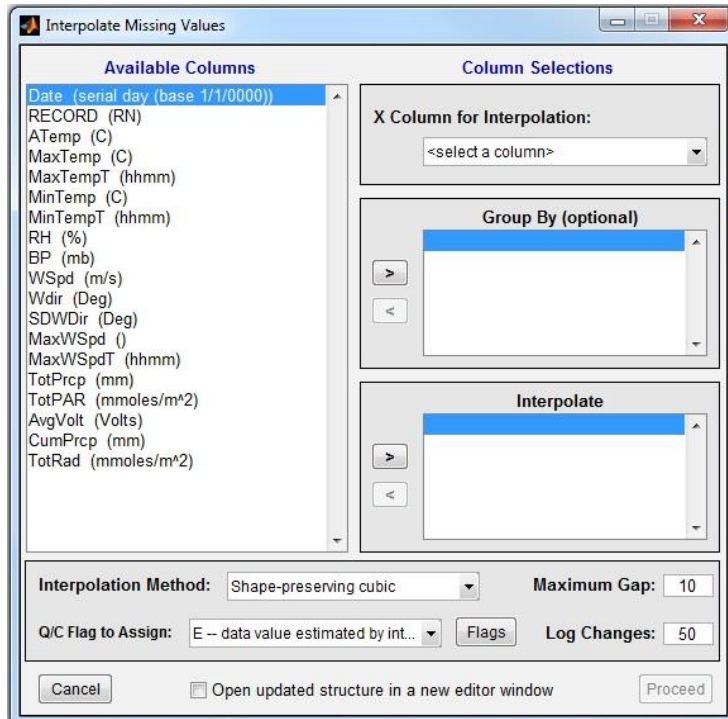 Interpolate Missing Values
Available Columns
Date (serial day (base 1/1/0000))
RECORD (RN)
ATemp (C)
MaxTemp (C)
MaxTempT (hhmm)
MinTemp (C)
MinTempT (hhmm)
RH (%)
BP (mb)
WSpd (m/s)
Wdir (Deg)
SDWDir (Deg)
MaxWSpd ()
MaxWSpdT (hhmm)
TotPrcp (mm)
TotPAR (mmoles/m^2)
AvgVolt (Volts)
CumPrcp (mm)
TotRad (mmoles/m^2)
Column Selections
X Column for Interpolation:
<select a column>
Group By (optional)
>
<
Interpolate
>
<
Interpolation Method: Shape-preserving cubic Maximum Gap: 10
Q/C Flag to Assign: E -- data value estimated by int... Flags Log Changes: 50
Cancel Open updated structure in a new editor window Proceed